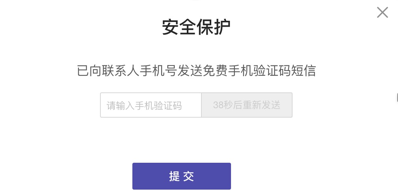 安全保护
已向联系人手机号发送免费手机验证码短信
请输入手机验证码 38秒后重新发送
提 交